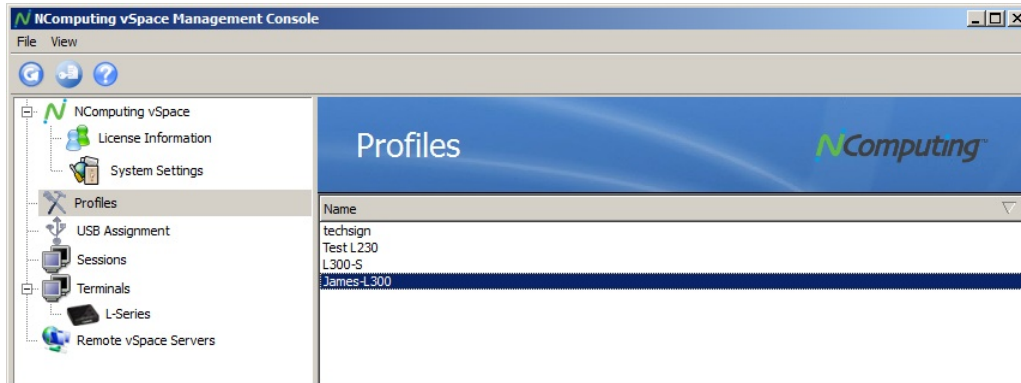 NComputing vSpace Management Console
File View
NComputing vSpace
License Information
System Settings
Profiles
USB Assignment
Sessions
Terminals
L-Series
Remote vSpace Servers
Profiles
NComputing™
Name
techsign
Test L230
L300-S
James-L300